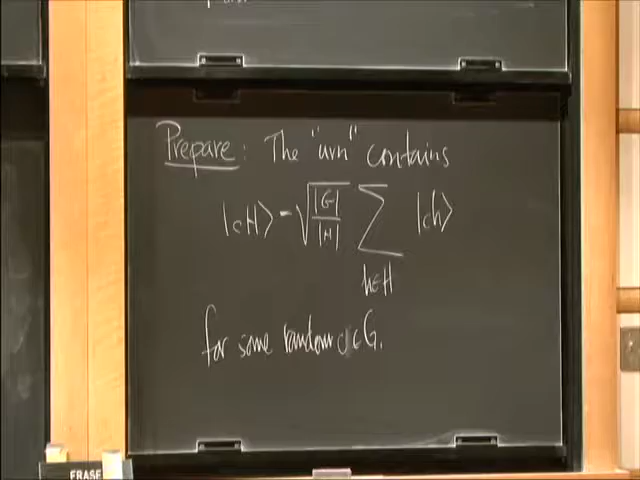 Prepare: The "urn" contains
|cH⟩ = √(|G|/|H|) ∑ |ch⟩
h∈H
for some random c∈G.
ERASE